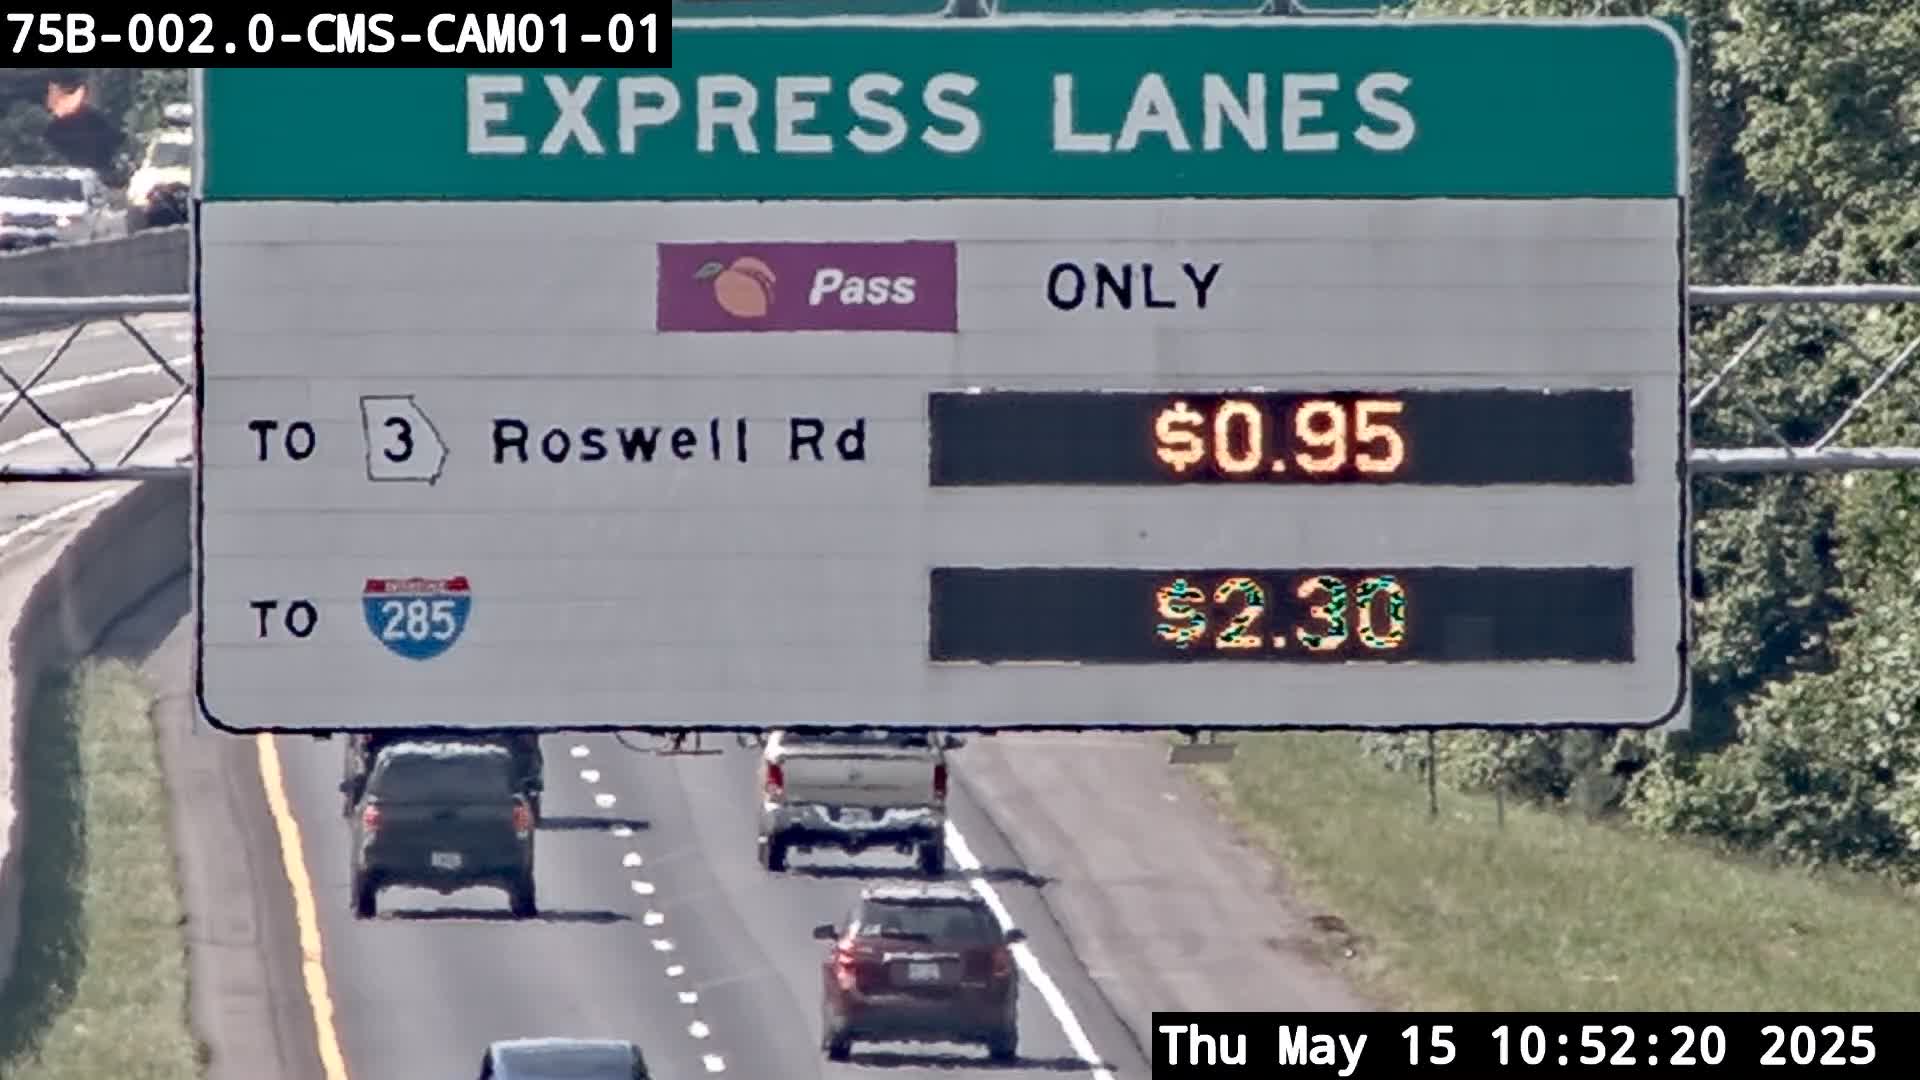 75B-002.0-CMS-CAM01-01
EXPRESS LANES
Pass ONLY
TO 3 Roswell Rd $0.95
INTERSTATE
TO 285 $2.30
Thu May 15 10:52:20 2025